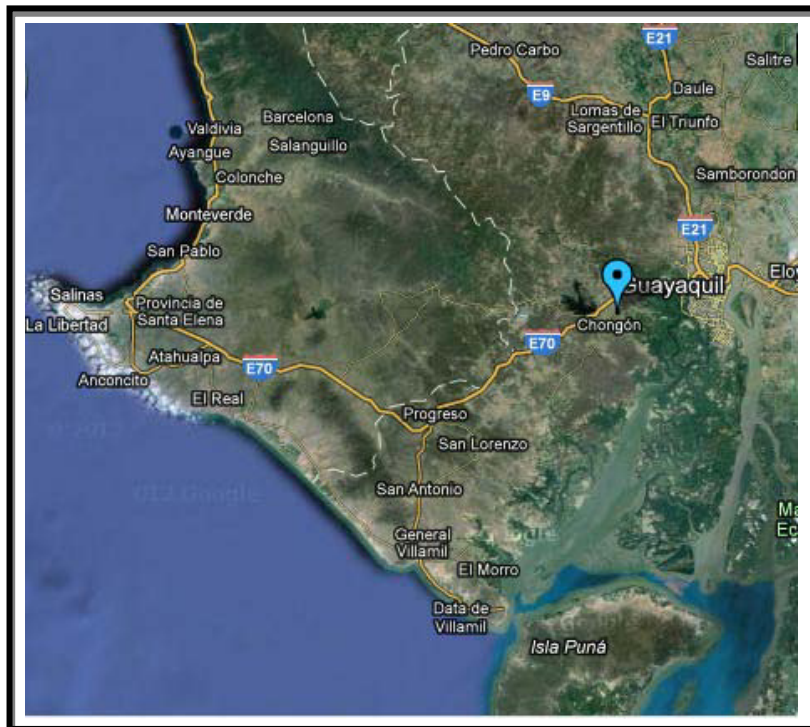 E21
Pedro Carbo
Salitre
E9
Daule
Lomas de
Sargentillo
El Triunfo
Barcelona
Valdivia
Salanguillo
Ayangue
Colonche
Samborondon
Monteverde
E21
San Pablo
Guayaquil
Salinas
Provincia de
Santa Elena
La Libertad
Chongón
E70
Atahualpa
E70
Anconcito
El Real
Progreso
San Lorenzo
San Antonio
General
Villamil
El Morro
Data de
Villamil
Isla Puná